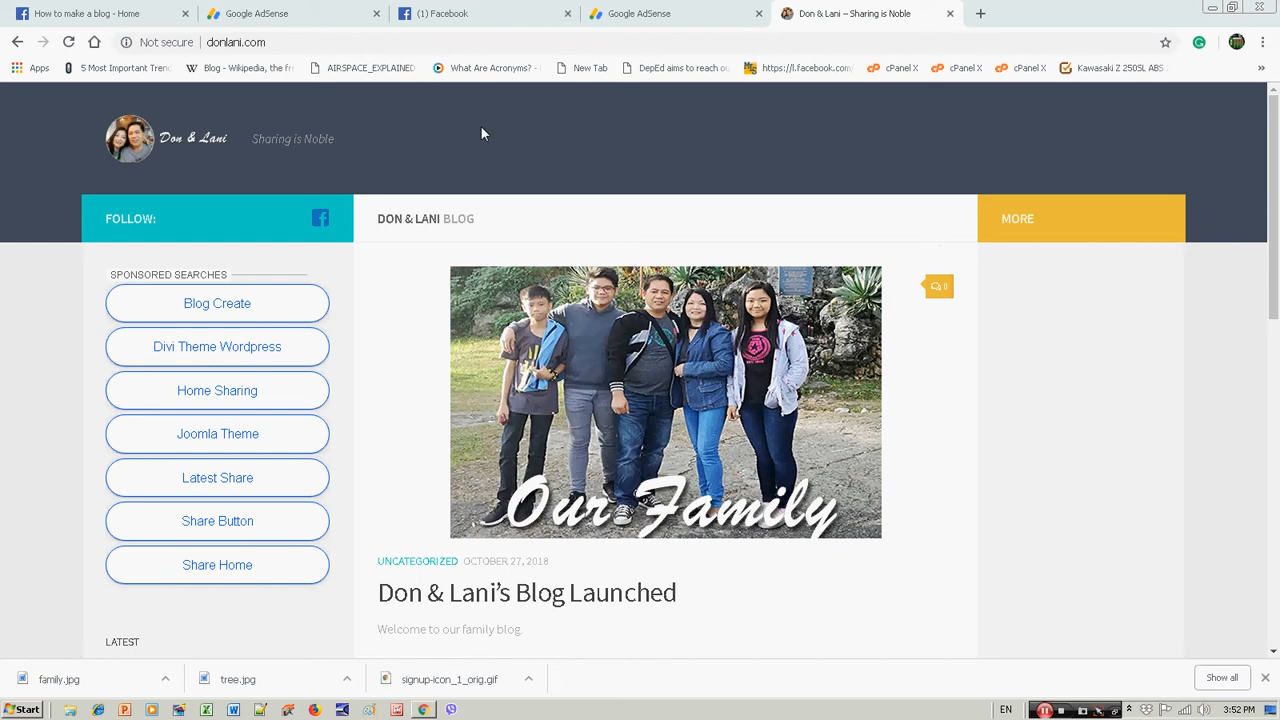 How to make a blog - Home
Google AdSense
(1) Facebook
Google AdSense
Don & Lani – Sharing is Noble
Not secure
donlani.com
Apps
5 Most Important Tren
Blog - Wikipedia, the fr
AIRSPACE_EXPLAINED
What Are Acronyms? -
New Tab
DepEd aims to reach ou
https://l.facebook.com/
cPanel X
cPanel X
cPanel X
Kawasaki Z 250SL ABS
Don & Lani
Sharing is Noble
FOLLOW:
DON & LANI BLOG
MORE
SPONSORED SEARCHES
Blog Create
Divi Theme Wordpress
Home Sharing
Joomla Theme
Latest Share
Share Button
Share Home
LATEST
0
Our Family
UNCATEGORIZED OCTOBER 27, 2018
Don & Lani’s Blog Launched
Welcome to our family blog.
family.jpg
tree.jpg
signup-icon_1_orig.gif
Show all
Start
EN
3:52 PM